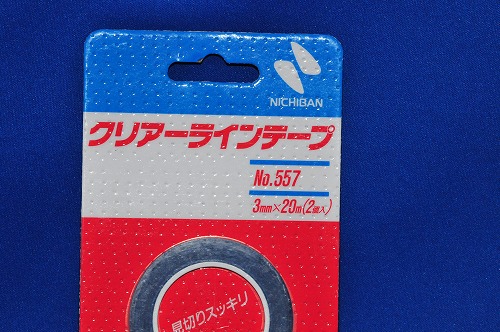 NICHIBAN
クリアーラインテープ
No.557
3mm×20m(2個入)
見切りスッキリ